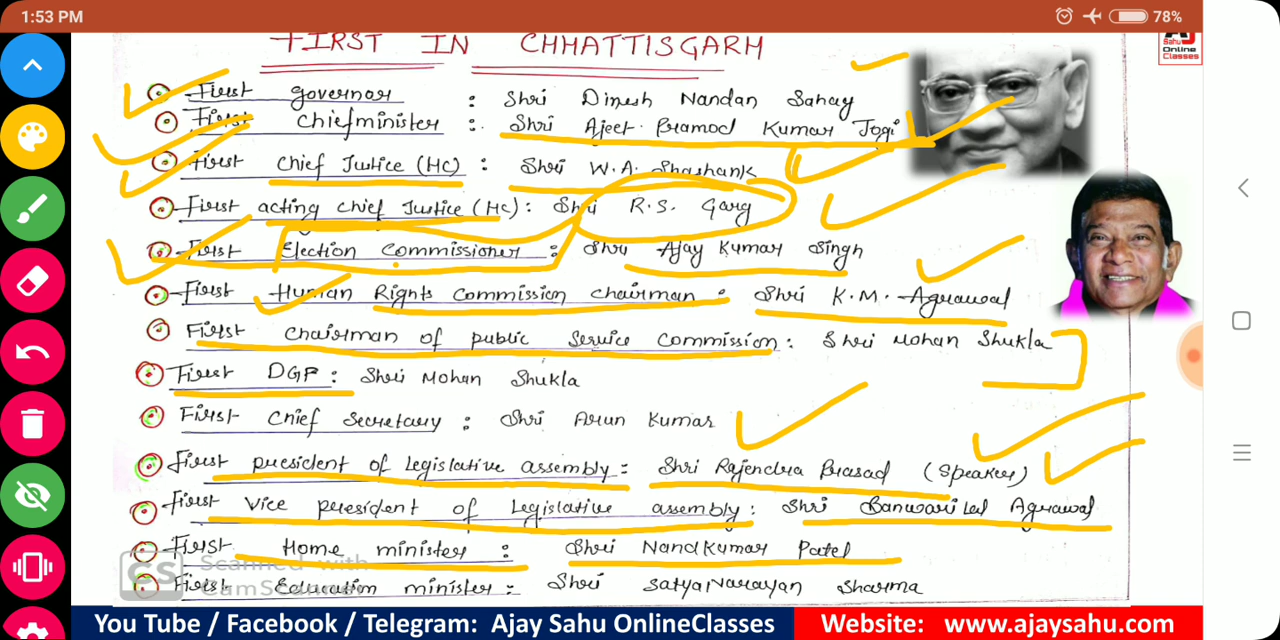 1:53 PM
78%
FIRST IN CHHATTISGARH
AJ
Sahu
Online
Classes
First governor : Shri Dinesh Nandan Sahay
First Chiefminister : Shri Ajeet Pramod Kumar Jogi
First Chief Justice (HC) : Shri W.A. Shashank
First acting chief Justice (HC) : Shri R.S. Garg
First Election Commissioner : Shri Ajay Kumar Singh
First Human Rights Commission Chairman : Shri K.M. Agrawal
First Chairman of public Service Commission : Shri Mohan Shukla
First DGP : Shri Mohan Shukla
First Chief Secretary : Shri Arun Kumar
First president of Legislative assembly : Shri Rajendra Prasad (Speaker)
First Vice president of Legislative assembly : Shri Banwarilal Agrawal
First Home minister : Shri NandKumar Patel
First Education minister : Shri SatyaNarayan Sharma
CS Scanned with
CamScanner
You Tube / Facebook / Telegram: Ajay Sahu OnlineClasses Website: www.ajaysahu.com